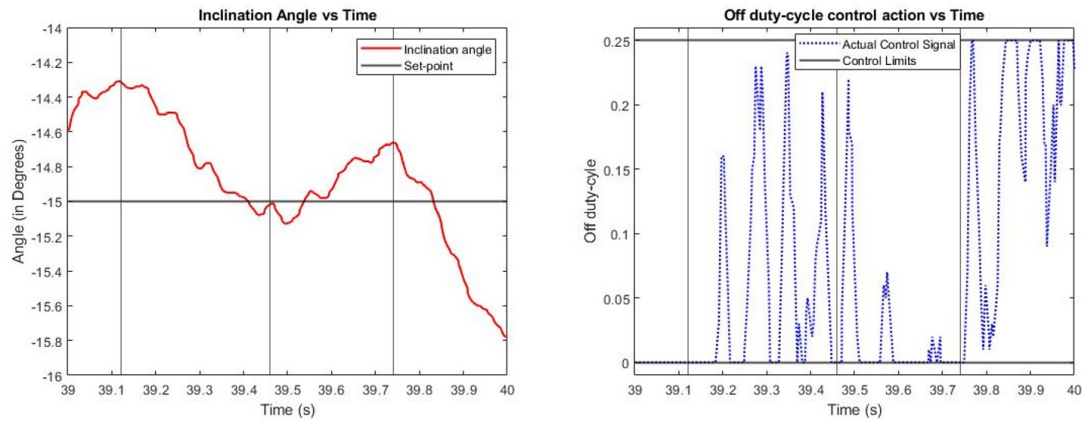 Inclination Angle vs Time
-14
-14.2
-14.4
-14.6
-14.8
-15
-15.2
-15.4
-15.6
-15.8
-16
Angle (in Degrees)
Inclination angle
Set-point
39 39.1 39.2 39.3 39.4 39.5 39.6 39.7 39.8 39.9 40
Time (s)
Off duty-cycle control action vs Time
0.25
0.2
0.15
0.1
0.05
0
Off duty-cyle
Actual Control Signal
Control Limits
39 39.1 39.2 39.3 39.4 39.5 39.6 39.7 39.8 39.9 40
Time (s)